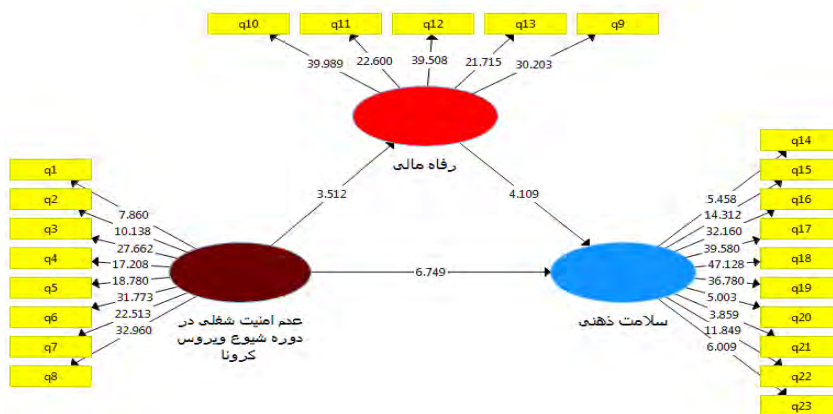 q10
q11
q12
q13
q9
39.989
22.600
39.508
21.715
30.203
رفاه مالی
3.512
4.109
6.749
q1
q2
q3
q4
q5
q6
q7
q8
7.860
10.138
27.662
17.208
18.780
31.773
22.513
32.960
عدم امنیت شغلی در
دوره شیوع ویروس
کرونا
سلامت ذهنی
q14
q15
q16
q17
q18
q19
q20
q21
q22
q23
5.458
14.312
32.160
39.580
47.128
36.780
5.003
3.859
11.849
6.009